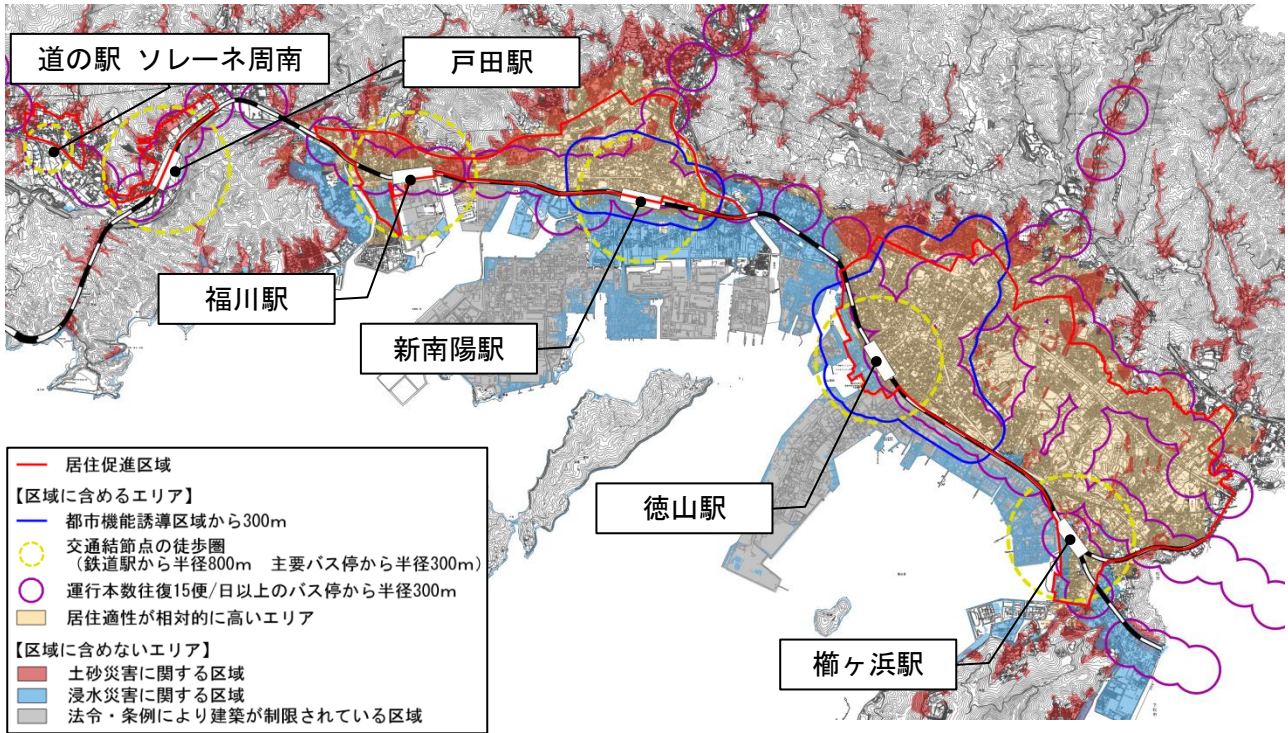 道の駅 ソレーネ周南
戸田駅
福川駅
新南陽駅
徳山駅
櫛ヶ浜駅
居住促進区域
【区域に含めるエリア】
都市機能誘導区域から300m
交通結節点の徒歩圏
（鉄道駅から半径800m 主要バス停から半径300m）
運行本数往復15便/日以上のバス停から半径300m
居住適性が相対的に高いエリア
【区域に含めないエリア】
土砂災害に関する区域
浸水災害に関する区域
法令・条例により建築が制限されている区域